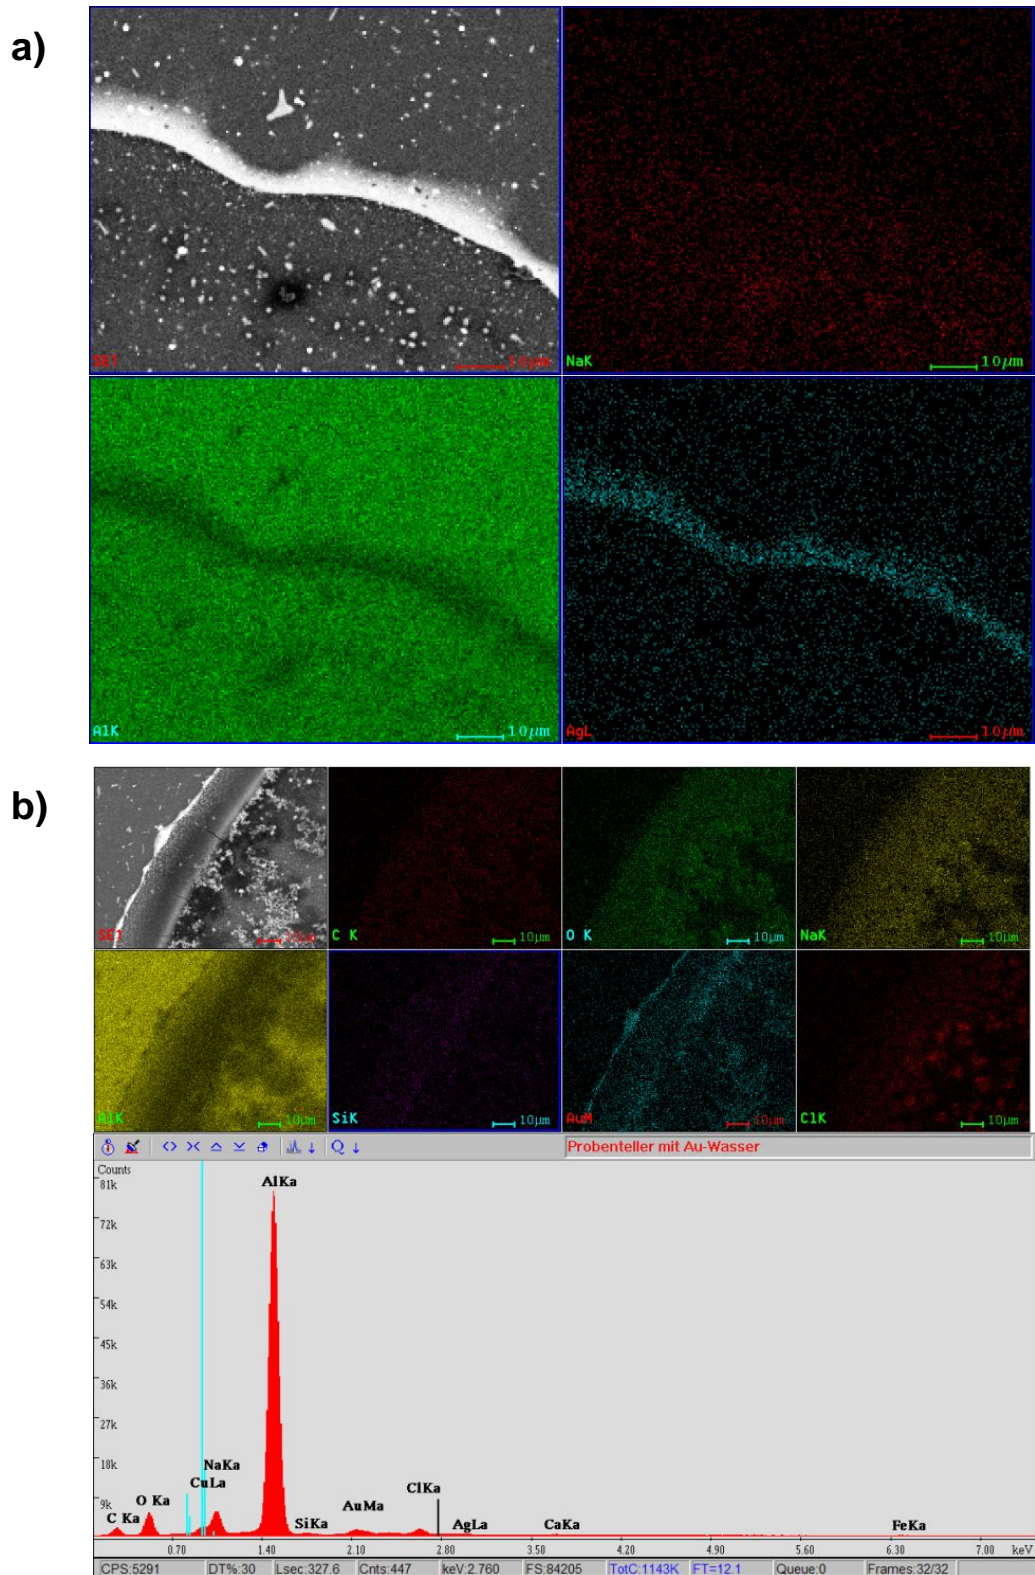 a)
SE1 10µm
NaK 10µm
AlK 10µm
AgL 10µm
b)
SE1 10µm
C K 10µm
O K 10µm
NaK 10µm
AlK 10µm
SiK 10µm
AuM 10µm
ClK 10µm
Probenteller mit Au-Wasser
Counts
81k
72k
63k
54k
45k
36k
27k
18k
9k
C Ka
O Ka
CuLa
NaKa
AlKa
SiKa
AuMa
ClKa
AgLa
CaKa
FeKa
0.70 1.40 2.10 2.80 3.50 4.20 4.90 5.60 6.30 7.00 keV
CPS:5291 DT%:30 Lsec:327.6 Cnts:447 keV:2.760 FS:84205 TotC:1143K FT=12.1 Queue:0 Frames:32/32